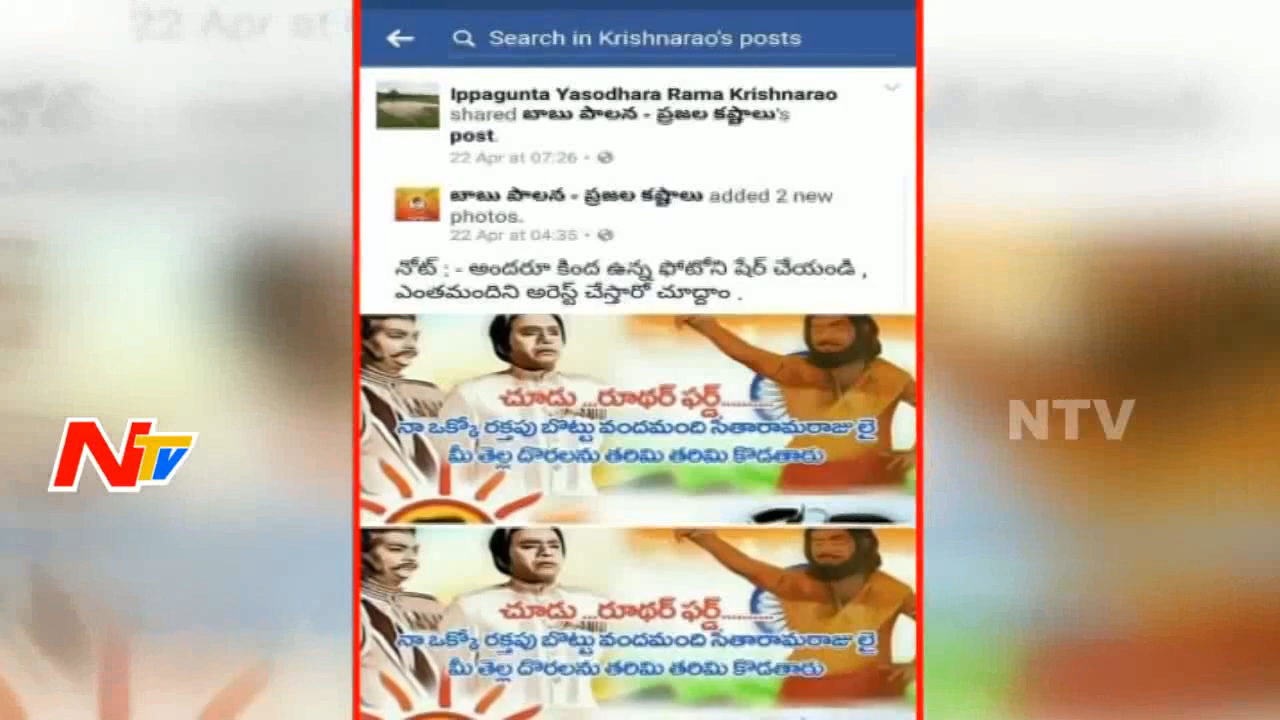 Search in Krishnarao's posts
Ippagunta Yasodhara Rama Krishnarao
shared బాబు పాలన - ప్రజల కష్టాలు's
post.
22 Apr at 07:26
బాబు పాలన - ప్రజల కష్టాలు added 2 new
photos.
22 Apr at 04:35
నోట్ : - అందరూ కింద ఉన్న ఫోటోని షేర్ చేయండి ,
ఎంతమందిని అరెస్ట్ చేస్తారో చూద్దాం .
చూడు ...రూథర్ ఫర్డ్..........
నా ఒక్కో రక్తపు బొట్టు వందమంది సీతారామరాజు లై
మీ తెల్ల దొరలను తరిమి తరిమి కొడతారు
చూడు ...రూథర్ ఫర్డ్..........
నా ఒక్కో రక్తపు బొట్టు వందమంది సీతారామరాజు లై
మీ తెల్ల దొరలను తరిమి తరిమి కొడతారు
NTV
NTV
22 Apr at